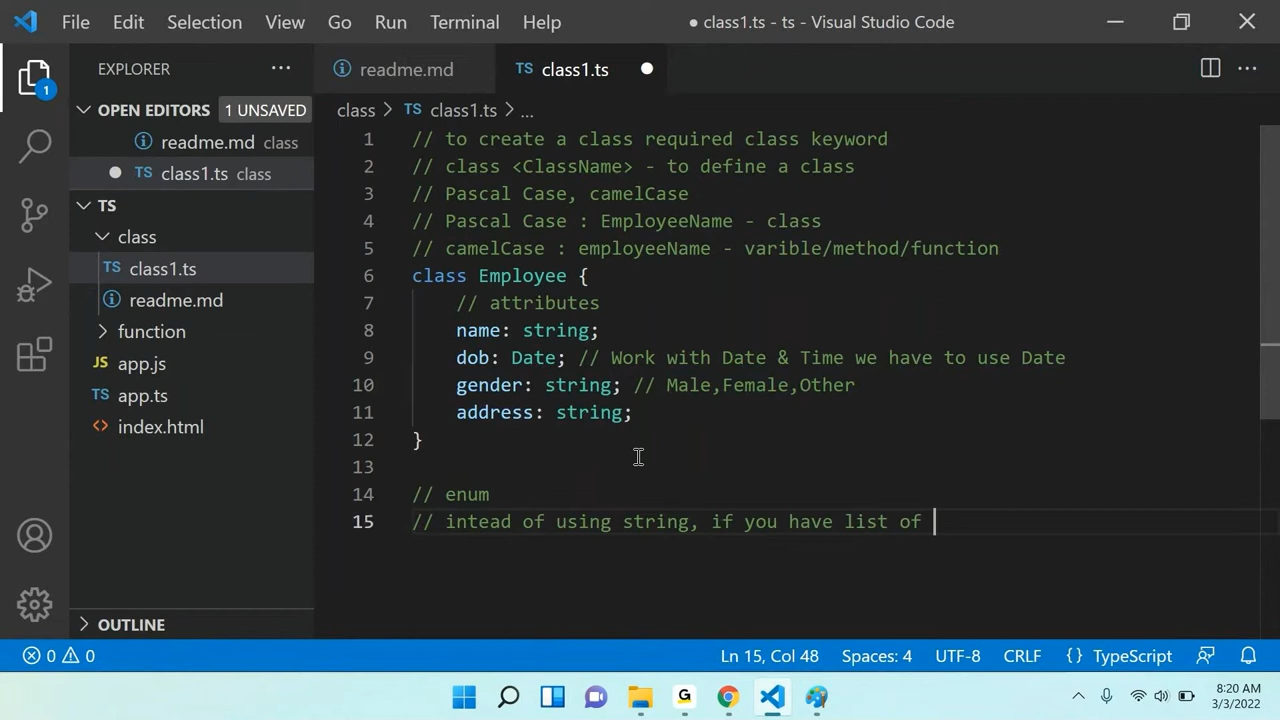 File Edit Selection View Go Run Terminal Help ● class1.ts - ts - Visual Studio Code
EXPLORER ···
TS class1.ts ●
readme.md
OPEN EDITORS 1 UNSAVED
readme.md class
● TS class1.ts class
TS
class
TS class1.ts
readme.md
function
JS app.js
TS app.ts
<> index.html
OUTLINE
1
class > TS class1.ts > ...
1 // to create a class required class keyword
2 // class <ClassName> - to define a class
3 // Pascal Case, camelCase
4 // Pascal Case : EmployeeName - class
5 // camelCase : employeeName - varible/method/function
6 class Employee {
7 // attributes
8 name: string;
9 dob: Date; // Work with Date & Time we have to use Date
10 gender: string; // Male,Female,Other
11 address: string;
12 }
13
14 // enum
15 // intead of using string, if you have list of
0 0 Ln 15, Col 48 Spaces: 4 UTF-8 CRLF {} TypeScript
G
8:20 AM
3/3/2022